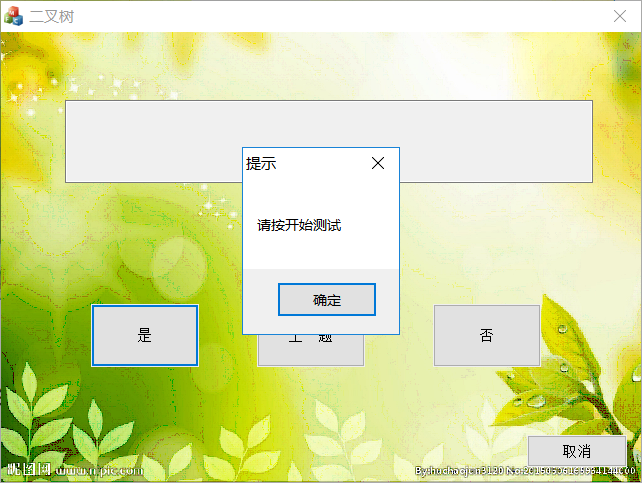 二叉树
提示
请按开始测试
确定
是
否
取消
昵图网 www.nipic.com